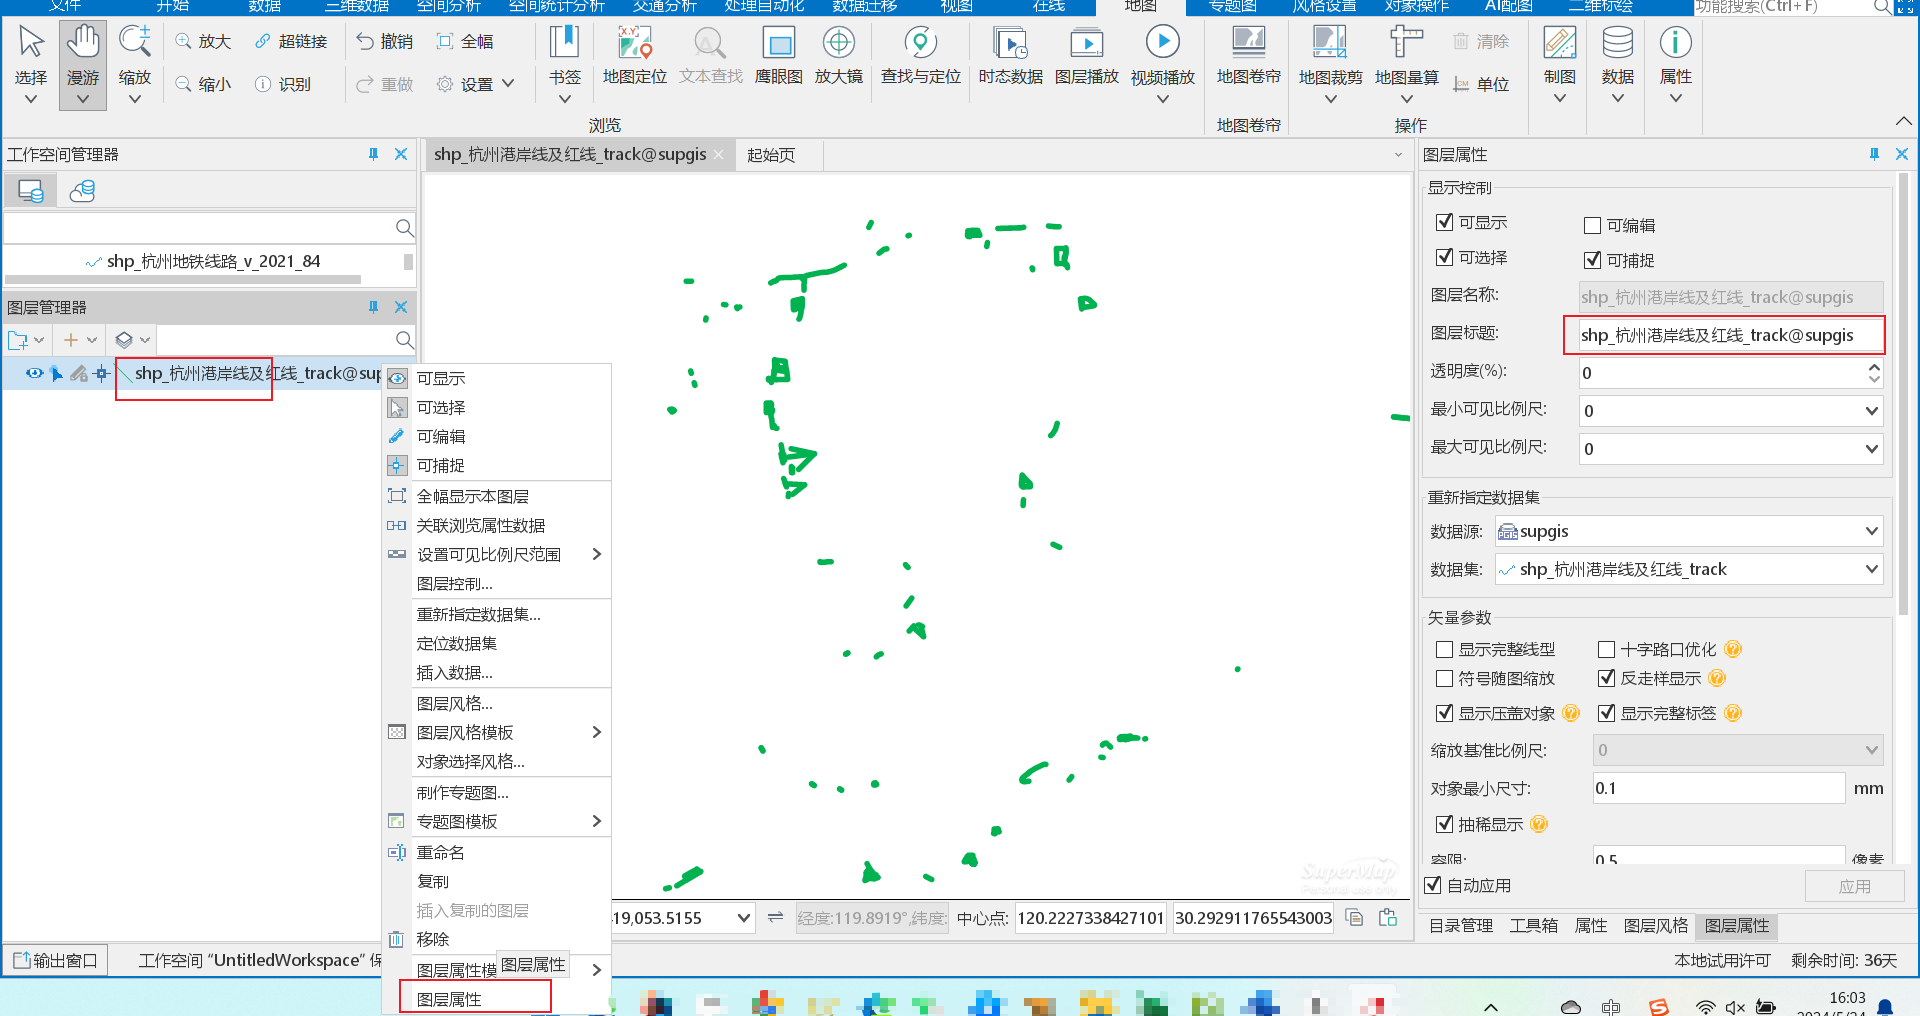 文件 开始 数据 三维数据 空间分析 空间统计分析 交通分析 处理自动化 数据迁移 视图 在线 地图 专题图 风格设置 对象操作 AI配图 二维标绘 功能搜索(Ctrl+F)
选择 漫游 缩放
放大 超链接
缩小 识别
撤销 全幅
重做 设置
书签 地图定位 文本查找 鹰眼图 放大镜 查找与定位 时态数据 图层播放 视频播放 地图卷帘 地图裁剪 地图量算
清除
单位
制图 数据 属性
浏览 地图卷帘 操作
工作空间管理器
shp_杭州地铁线路_v_2021_84
图层管理器
shp_杭州港岸线及红线_track@sup
shp_杭州港岸线及红线_track@supgis 起始页
可显示
可选择
可编辑
可捕捉
全幅显示本图层
关联浏览属性数据
设置可见比例尺范围
图层控制...
重新指定数据集...
定位数据集
插入数据...
图层风格...
图层风格模板
对象选择风格...
制作专题图...
专题图模板
重命名
复制
插入复制的图层
移除
图层属性模
图层属性
图层属性
SuperMap
Personal use only
19,053.5155 经度:119.8919°,纬度: 中心点: 120.2227338427101 30.292911765543003
图层属性
显示控制
可显示 可编辑
可选择 可捕捉
图层名称: shp_杭州港岸线及红线_track@supgis
图层标题: shp_杭州港岸线及红线_track@supgis
透明度(%): 0
最小可见比例尺: 0
最大可见比例尺: 0
重新指定数据集
数据源: supgis
数据集: shp_杭州港岸线及红线_track
矢量参数
显示完整线型 十字路口优化
符号随图缩放 反走样显示
显示压盖对象 显示完整标签
缩放基准比例尺: 0
对象最小尺寸: 0.1 mm
抽稀显示
容限: 0.5 像素
自动应用 应用
目录管理 工具箱 属性 图层风格 图层属性
输出窗口 工作空间 “UntitledWorkspace” 保
本地试用许可 剩余时间: 36天
中
16:03
2024/5/24